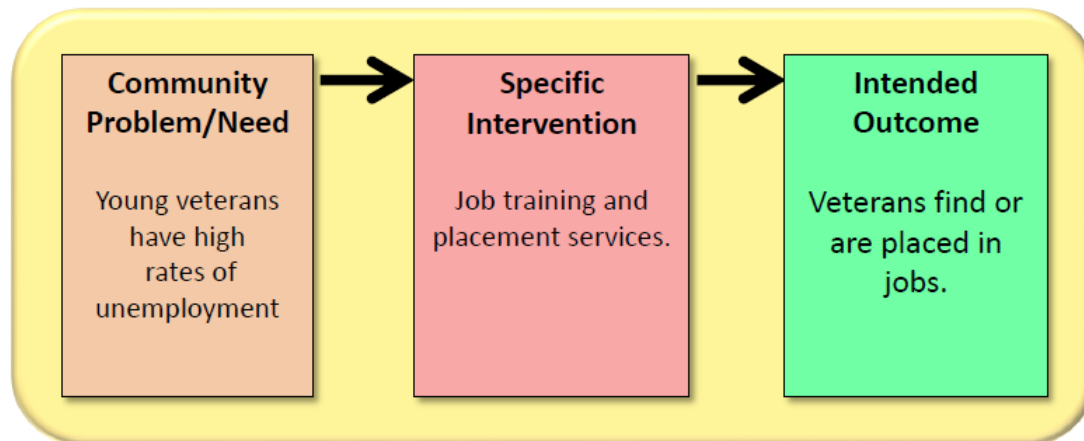 Community
Problem/Need
Young veterans
have high
rates of
unemployment
Specific
Intervention
Job training and
placement services.
Intended
Outcome
Veterans find or
are placed in
jobs.